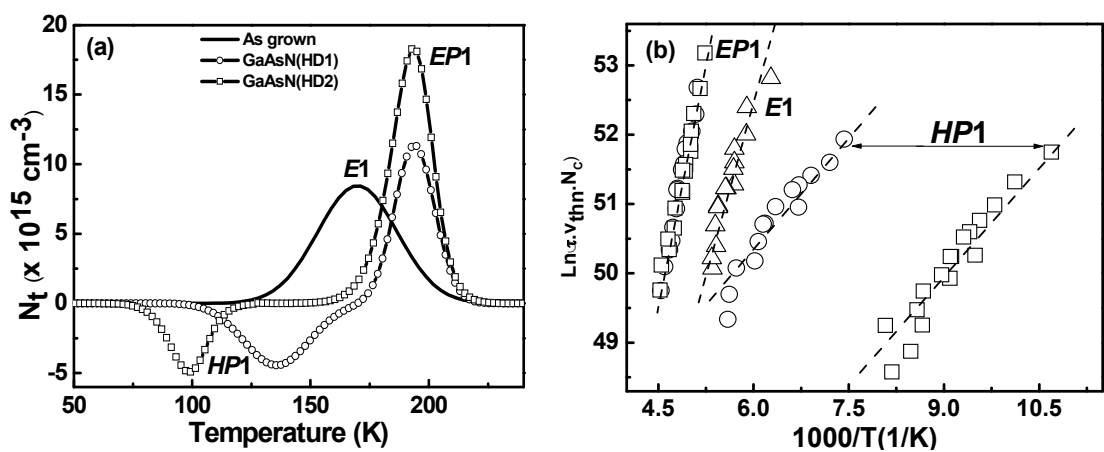 (a)
As grown
GaAsN(HD1)
GaAsN(HD2)
EP1
E1
HP1
20
15
10
5
0
-5
N_t (x 10^15 cm-3)
50
100
150
200
Temperature (K)
(b)
EP1
E1
HP1
53
52
51
50
49
Ln(τ.v_thn.N_C)
4.5
6.0
7.5
9.0
10.5
1000/T(1/K)